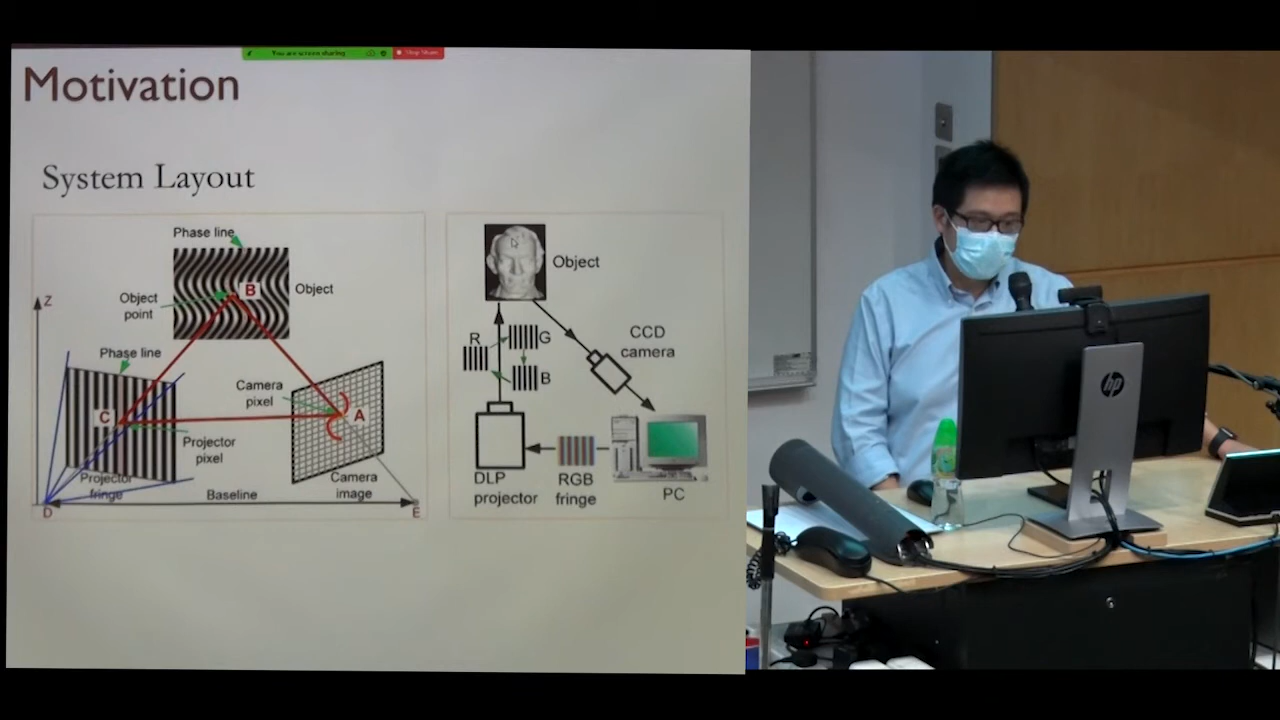 You are screen sharing
Stop Share
Motivation
System Layout
Phase line
Z
B
Object
Object
point
Phase line
Camera
pixel
C
A
Projector
pixel
Projector
fringe
Baseline
Camera
image
D
E
Object
R
G
B
CCD
camera
DLP
projector
RGB
fringe
PC
hp